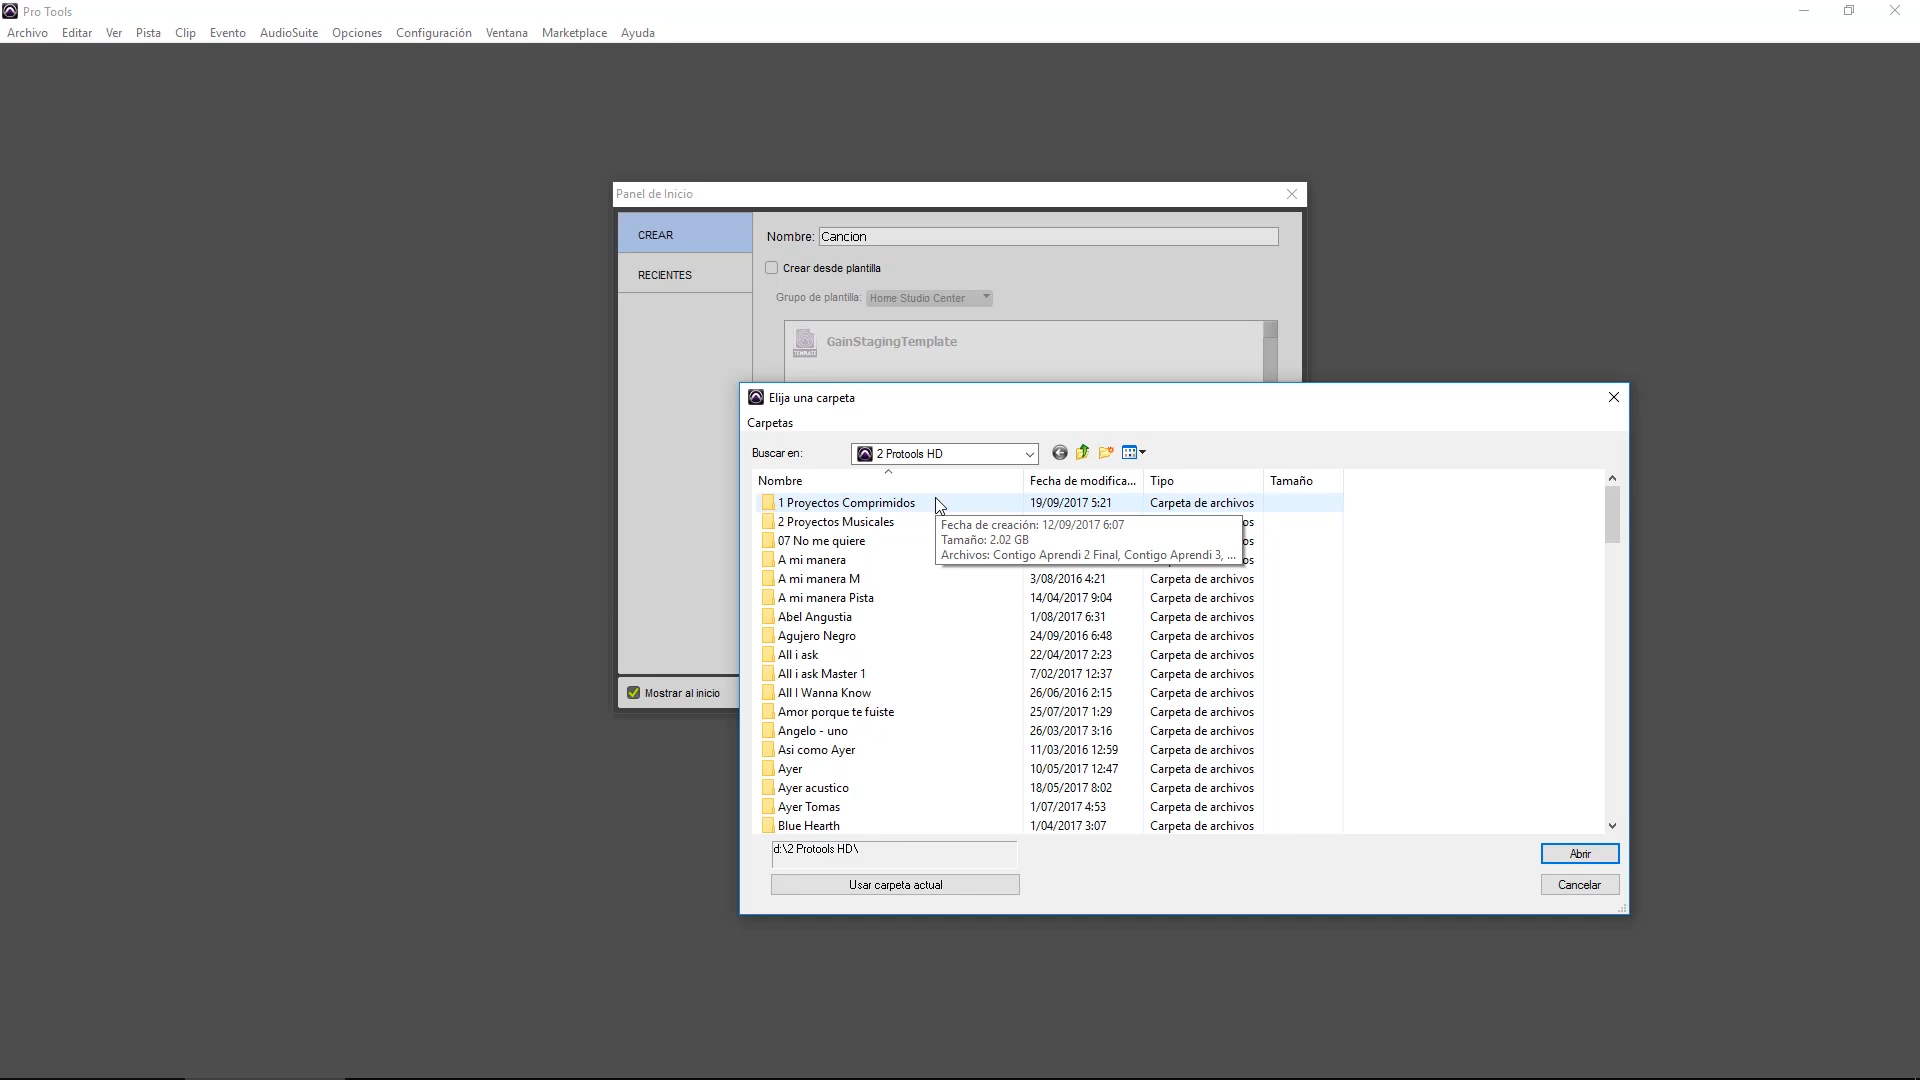 Pro Tools
Archivo Editar Ver Pista Clip Evento AudioSuite Opciones Configuración Ventana Marketplace Ayuda
Panel de Inicio
CREAR
RECIENTES
Nombre: Cancion
Crear desde plantilla
Grupo de plantilla: Home Studio Center
TEMPLATE GainStagingTemplate
Mostrar al inicio
Elija una carpeta
Carpetas
Buscar en: 2 Protools HD
Nombre Fecha de modifica... Tipo Tamaño
1 Proyectos Comprimidos 19/09/2017 5:21 Carpeta de archivos
2 Proyectos Musicales os
07 No me quiere os
A mi manera os
Fecha de creación: 12/09/2017 6:07
Tamaño: 2.02 GB
Archivos: Contigo Aprendi 2 Final, Contigo Aprendi 3, ...
A mi manera M 3/08/2016 4:21 Carpeta de archivos
A mi manera Pista 14/04/2017 9:04 Carpeta de archivos
Abel Angustia 1/08/2017 6:31 Carpeta de archivos
Agujero Negro 24/09/2016 6:48 Carpeta de archivos
All i ask 22/04/2017 2:23 Carpeta de archivos
All i ask Master 1 7/02/2017 12:37 Carpeta de archivos
All I Wanna Know 26/06/2016 2:15 Carpeta de archivos
Amor porque te fuiste 25/07/2017 1:29 Carpeta de archivos
Angelo - uno 26/03/2017 3:16 Carpeta de archivos
Asi como Ayer 11/03/2016 12:59 Carpeta de archivos
Ayer 10/05/2017 12:47 Carpeta de archivos
Ayer acustico 18/05/2017 8:02 Carpeta de archivos
Ayer Tomas 1/07/2017 4:53 Carpeta de archivos
Blue Hearth 1/04/2017 3:07 Carpeta de archivos
d:\2 Protools HD\
Abrir
Usar carpeta actual
Cancelar